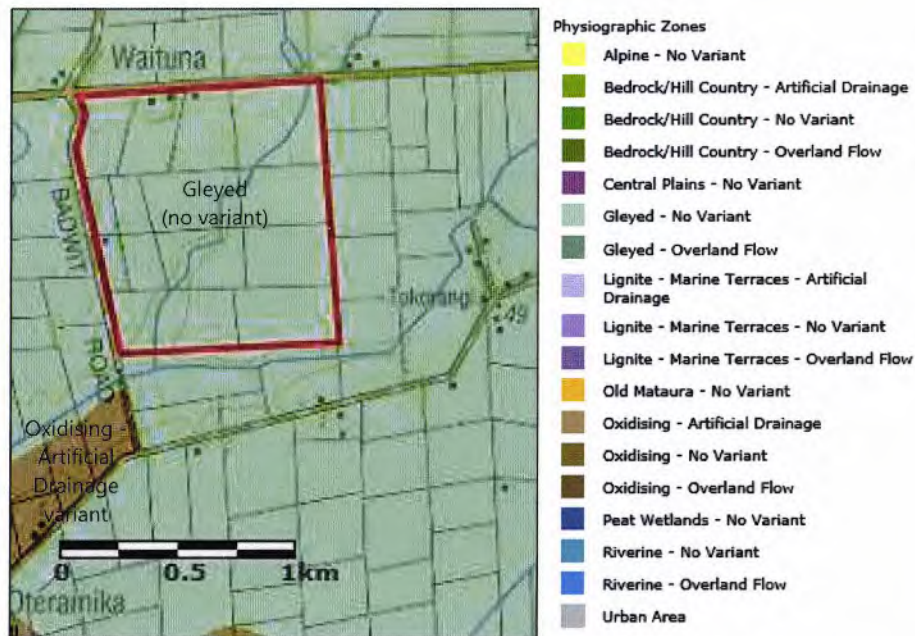 Waituna
Gleyed
(no variant)
BADWIT
ROAD
Tokorang
49
Oxidising -
Artificial
Drainage
variant
0 0.5 1km
Oteramika
Physiographic Zones
Alpine - No Variant
Bedrock/Hill Country - Artificial Drainage
Bedrock/Hill Country - No Variant
Bedrock/Hill Country - Overland Flow
Central Plains - No Variant
Gleyed - No Variant
Gleyed - Overland Flow
Lignite - Marine Terraces - Artificial
Drainage
Lignite - Marine Terraces - No Variant
Lignite - Marine Terraces - Overland Flow
Old Mataura - No Variant
Oxidising - Artificial Drainage
Oxidising - No Variant
Oxidising - Overland Flow
Peat Wetlands - No Variant
Riverine - No Variant
Riverine - Overland Flow
Urban Area